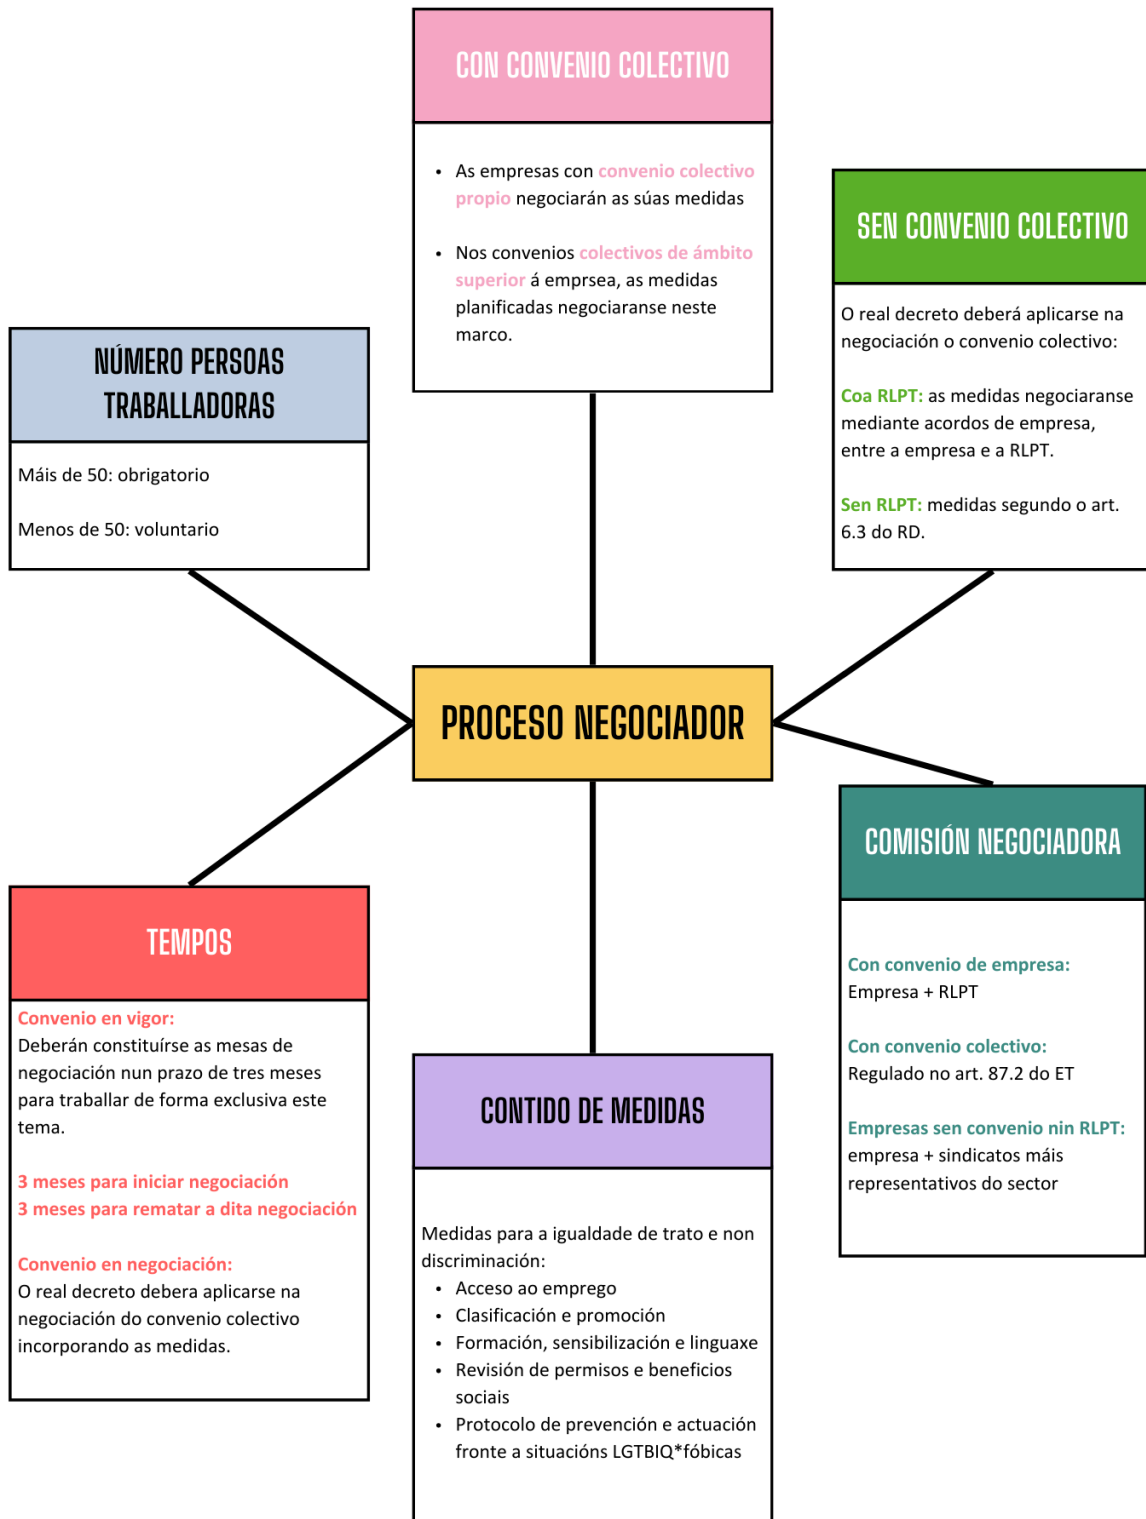 CON CONVENIO COLECTIVO
• As empresas con convenio colectivo
propio negociarán as súas medidas
• Nos convenios colectivos de ámbito
superior á emprsea, as medidas
planificadas negociaranse neste
marco.
SEN CONVENIO COLECTIVO
O real decreto deberá aplicarse na
negociación o convenio colectivo:
Coa RLPT: as medidas negociaranse
mediante acordos de empresa,
entre a empresa e a RLPT.
Sen RLPT: medidas segundo o art.
6.3 do RD.
NÚMERO PERSOAS
TRABALLADORAS
Máis de 50: obrigatorio
Menos de 50: voluntario
PROCESO NEGOCIADOR
COMISIÓN NEGOCIADORA
Con convenio de empresa:
Empresa + RLPT
Con convenio colectivo:
Regulado no art. 87.2 do ET
Empresas sen convenio nin RLPT:
empresa + sindicatos máis
representativos do sector
TEMPOS
Convenio en vigor:
Deberán constituírse as mesas de
negociación nun prazo de tres meses
para traballar de forma exclusiva este
tema.
3 meses para iniciar negociación
3 meses para rematar a dita negociación
Convenio en negociación:
O real decreto debera aplicarse na
negociación do convenio colectivo
incorporando as medidas.
CONTIDO DE MEDIDAS
Medidas para a igualdade de trato e non
discriminación:
• Acceso ao emprego
• Clasificación e promoción
• Formación, sensibilización e linguaxe
• Revisión de permisos e beneficios
sociais
• Protocolo de prevención e actuación
fronte a situacións LGTBIQ*fóbicas